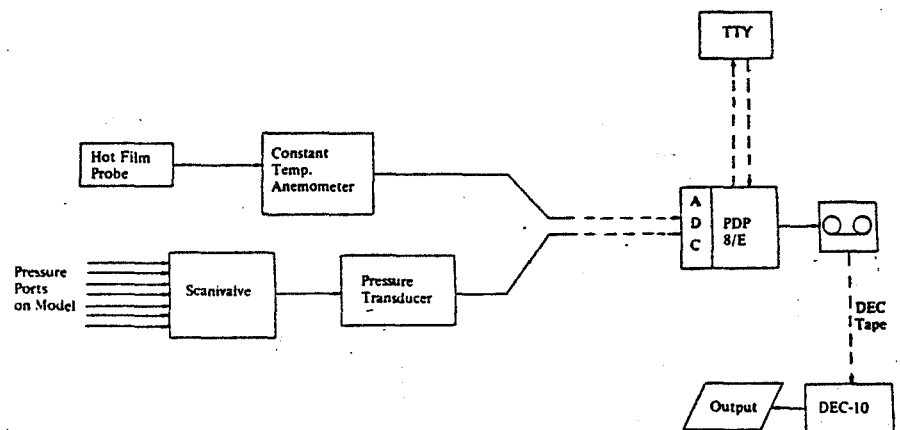 TTY
Hot Film
Probe
Constant
Temp.
Anemometer
A
D
C
PDP
8/E
Pressure
Ports
on Model
Scanivalve
Pressure
Transducer
DEC
Tape
Output
DEC-10